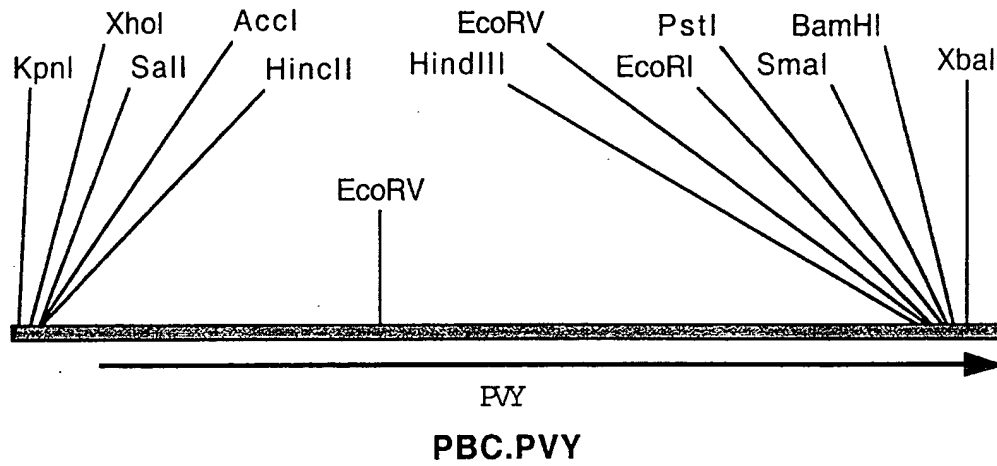 XhoI AccI EcoRV PstI BamHI
KpnI SalI HincII HindIII EcoRI SmaI XbaI
EcoRV
PVY
PBC.PVY